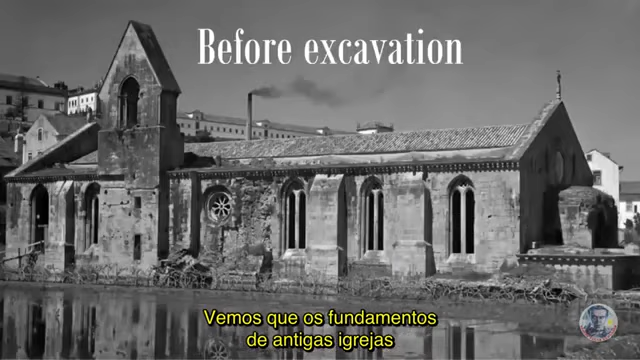 Before excavation
Vemos que os fundamentos
de antigas igrejas